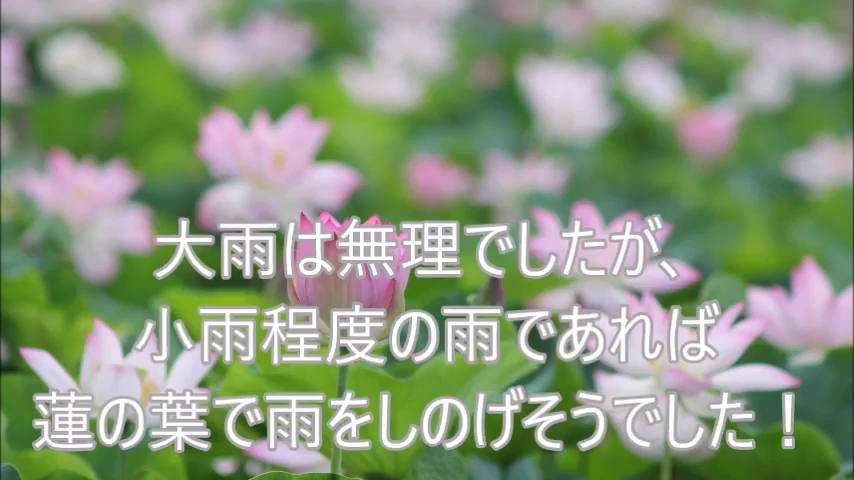 大雨は無理でしたが、
小雨程度の雨であれば
蓮の葉で雨をしのげそうでした！